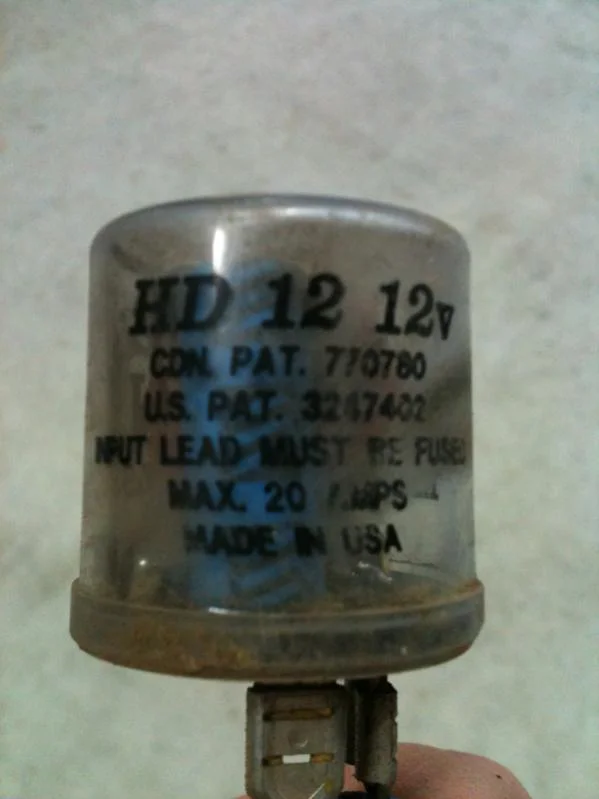 HD 12 12v
CDN. PAT. 770780
U.S. PAT. 3247402
INPUT LEAD MUST BE FUSED
MAX. 20 AMPS
MADE IN USA